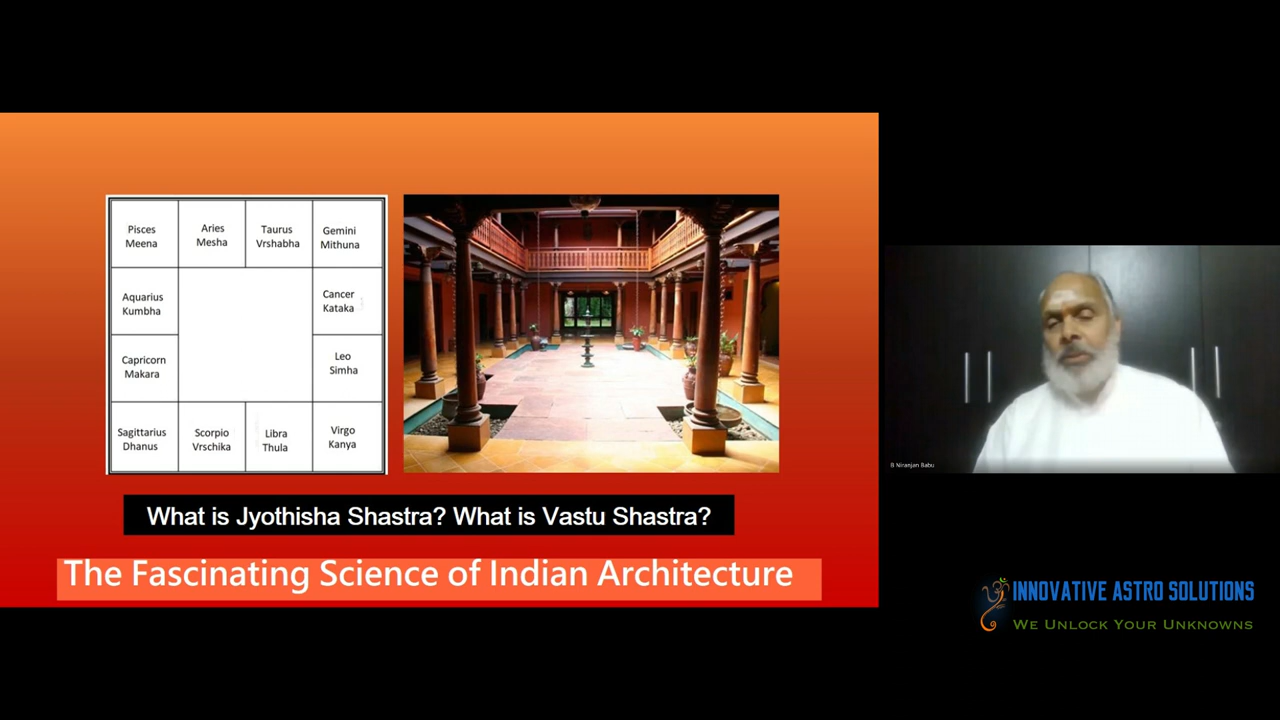 Pisces
Meena
Aries
Mesha
Taurus
Vrshabha
Gemini
Mithuna
Aquarius
Kumbha
Cancer
Kataka
Capricorn
Makara
Leo
Simha
Sagittarius
Dhanus
Scorpio
Vrschika
Libra
Thula
Virgo
Kanya
What is Jyothisha Shastra? What is Vastu Shastra?
The Fascinating Science of Indian Architecture
B Niranjan Babu
INNOVATIVE ASTRO SOLUTIONS
WE UNLOCK YOUR UNKNOWNS